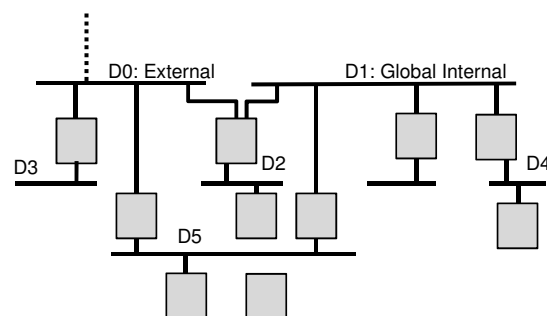 D0: External
D1: Global Internal
D3
D2
D4
D5